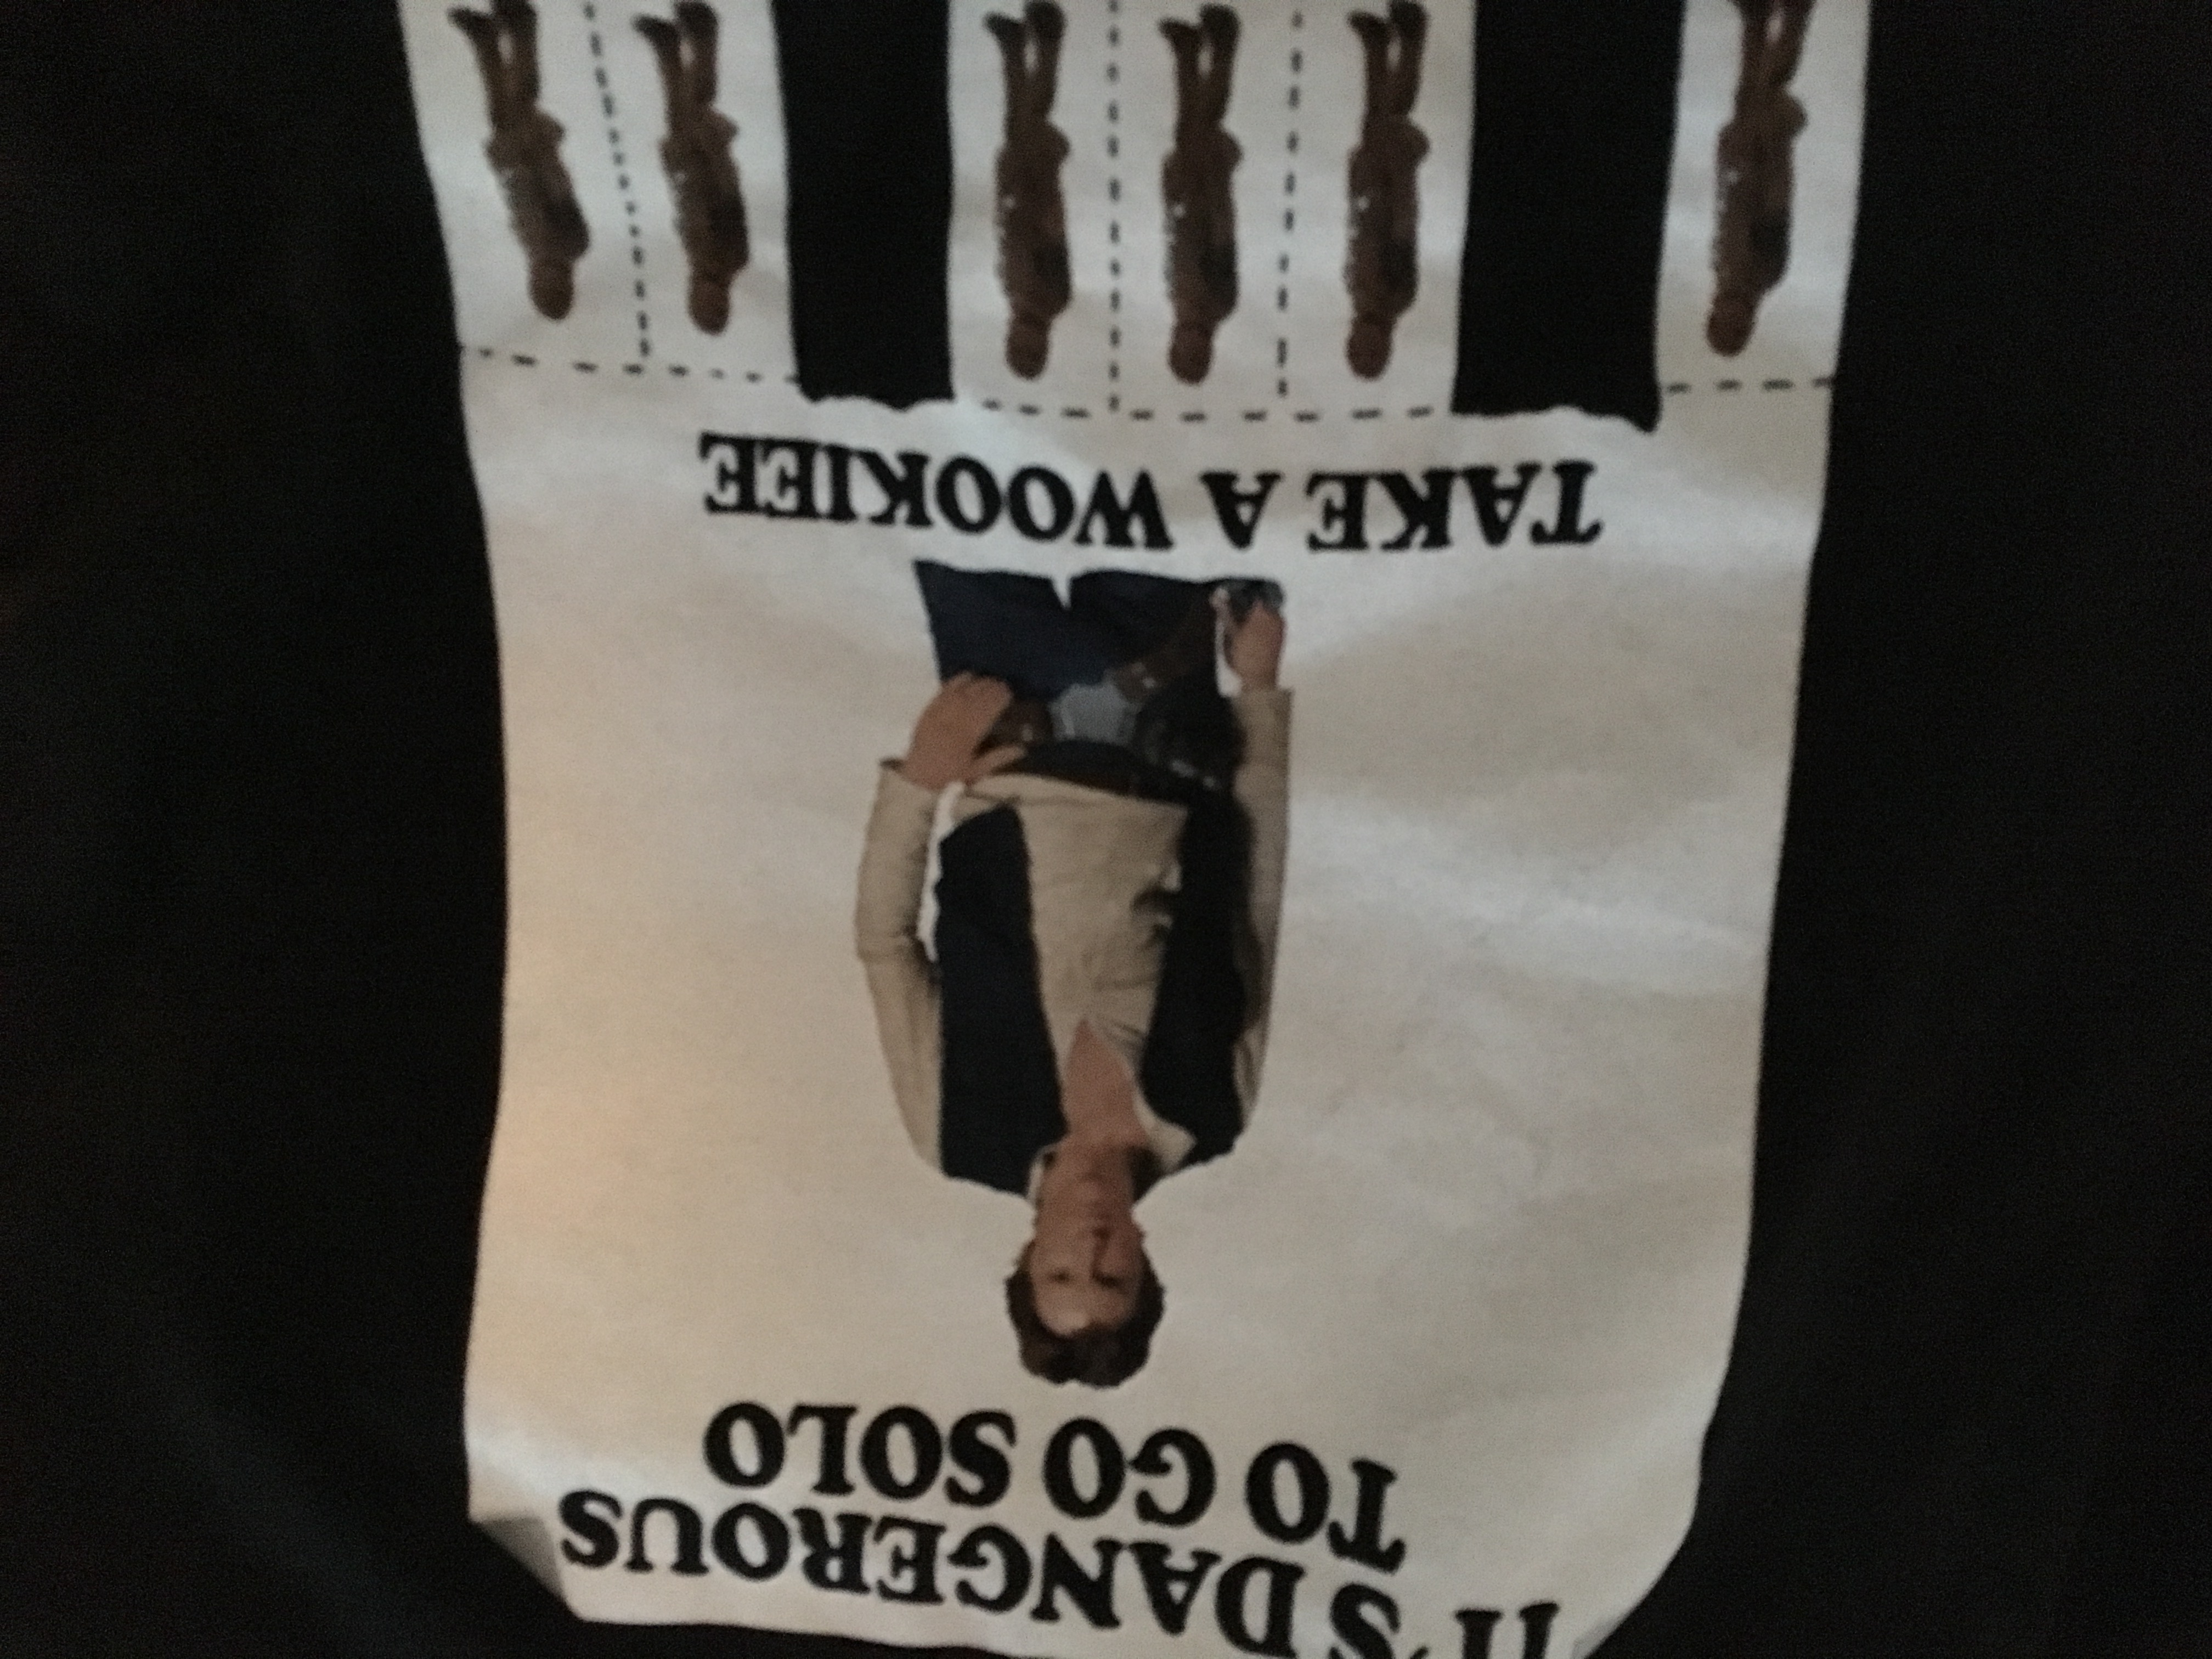 IT'S DANGEROUS
TO GO SOLO
TAKE A WOOKIEE